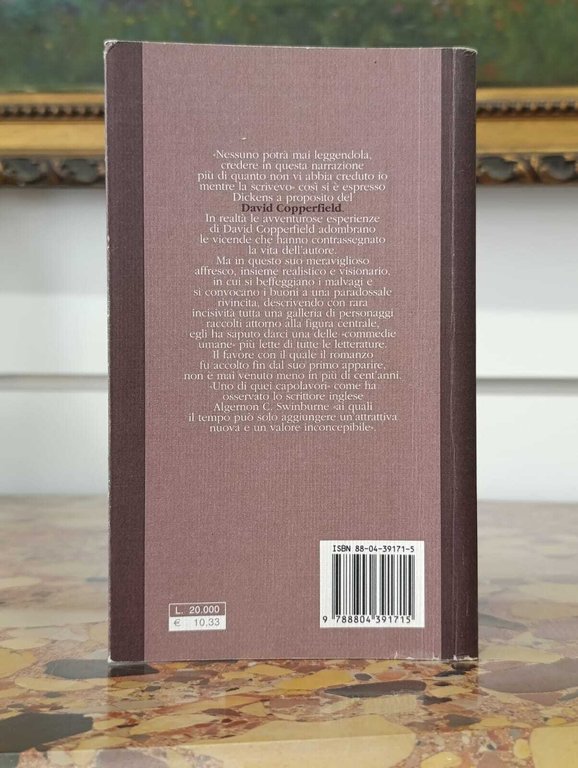 «Nessuno potrà mai leggendola,
credere in questa narrazione
più di quanto non vi abbia creduto io
mentre la scrivevo» così si è espresso
Dickens a proposito del
David Copperfield.
In realtà le avventurose esperienze
di David Copperfield adombrano
le vicende che hanno contrassegnato
la vita dell'autore.
Ma in questo suo meraviglioso
affresco, insieme realistico e visionario,
in cui si beffeggiano i malvagi e
si convocano i buoni a una paradossale
rivincita, descrivendo con rara
incisività tutta una galleria di personaggi
raccolti attorno alla figura centrale,
egli ha saputo darci una delle «commedie
umane» più lette di tutte le letterature.
Il favore con il quale il romanzo
fu accolto fin dal suo primo apparire,
non è mai venuto meno in più di cent'anni.
«Uno di quei capolavori» come ha
osservato lo scrittore inglese
Algernon C. Swinburne «ai quali
il tempo può solo aggiungere un'attrattiva
nuova e un valore inconcepibile».
ISBN 88-04-39171-5
9 788804 391715
L. 20.000
€ 10,33